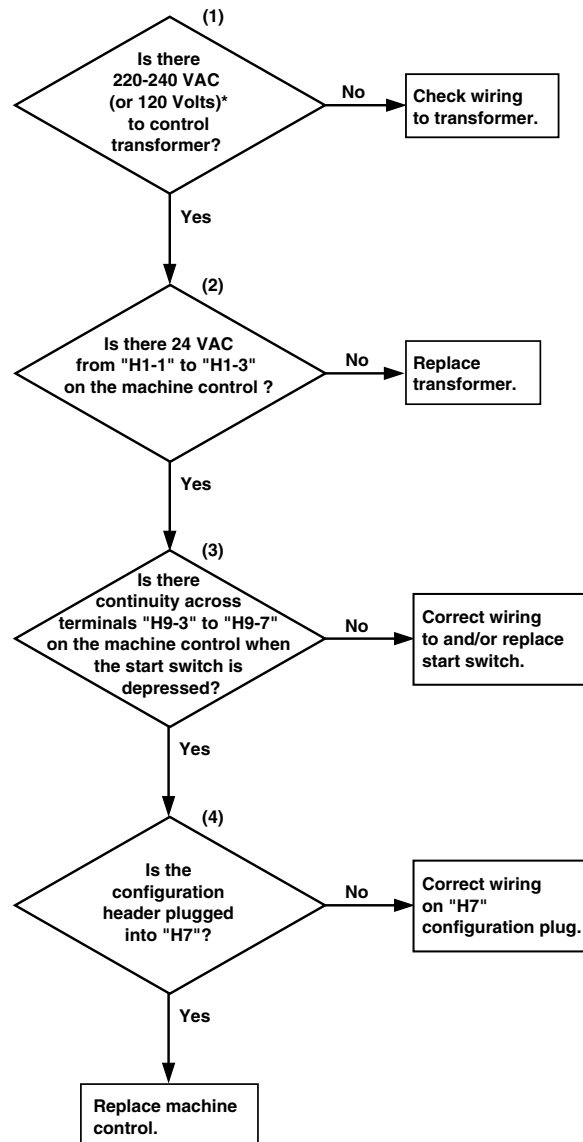 (1)
Is there
220-240 VAC
(or 120 Volts)*
to control
transformer?
No
Check wiring
to transformer.
Yes
(2)
Is there 24 VAC
from "H1-1" to "H1-3"
on the machine control ?
No
Replace
transformer.
Yes
(3)
Is there
continuity across
terminals "H9-3" to "H9-7"
on the machine control when
the start switch is
depressed?
No
Correct wiring
to and/or replace
start switch.
Yes
(4)
Is the
configuration
header plugged
into "H7"?
No
Correct wiring
on "H7"
configuration plug.
Yes
Replace machine
control.